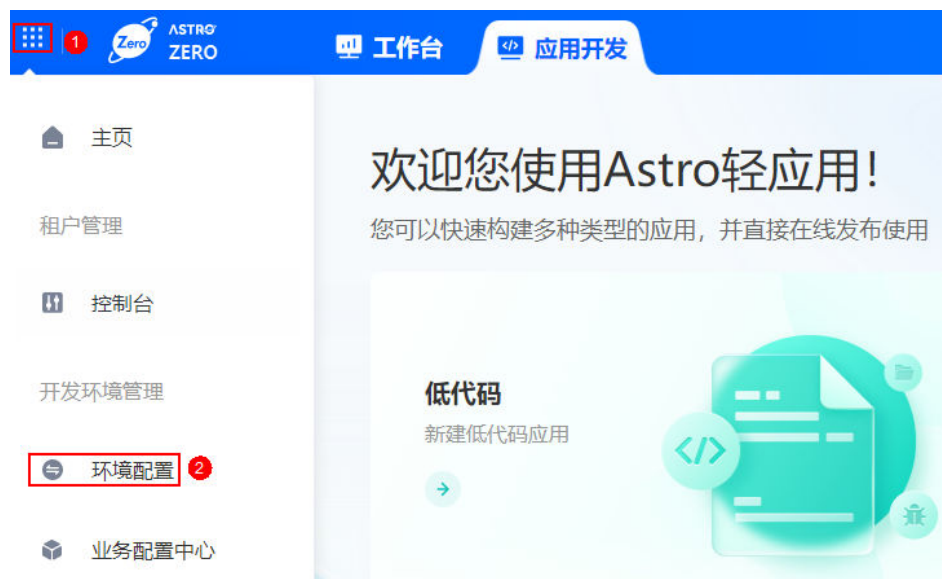 1
Zero
ASTRO
ZERO
工作台
应用开发
主页
欢迎您使用Astro轻应用！
租户管理
您可以快速构建多种类型的应用，并直接在线发布使用
控制台
开发环境管理
低代码
新建低代码应用
环境配置
2
业务配置中心